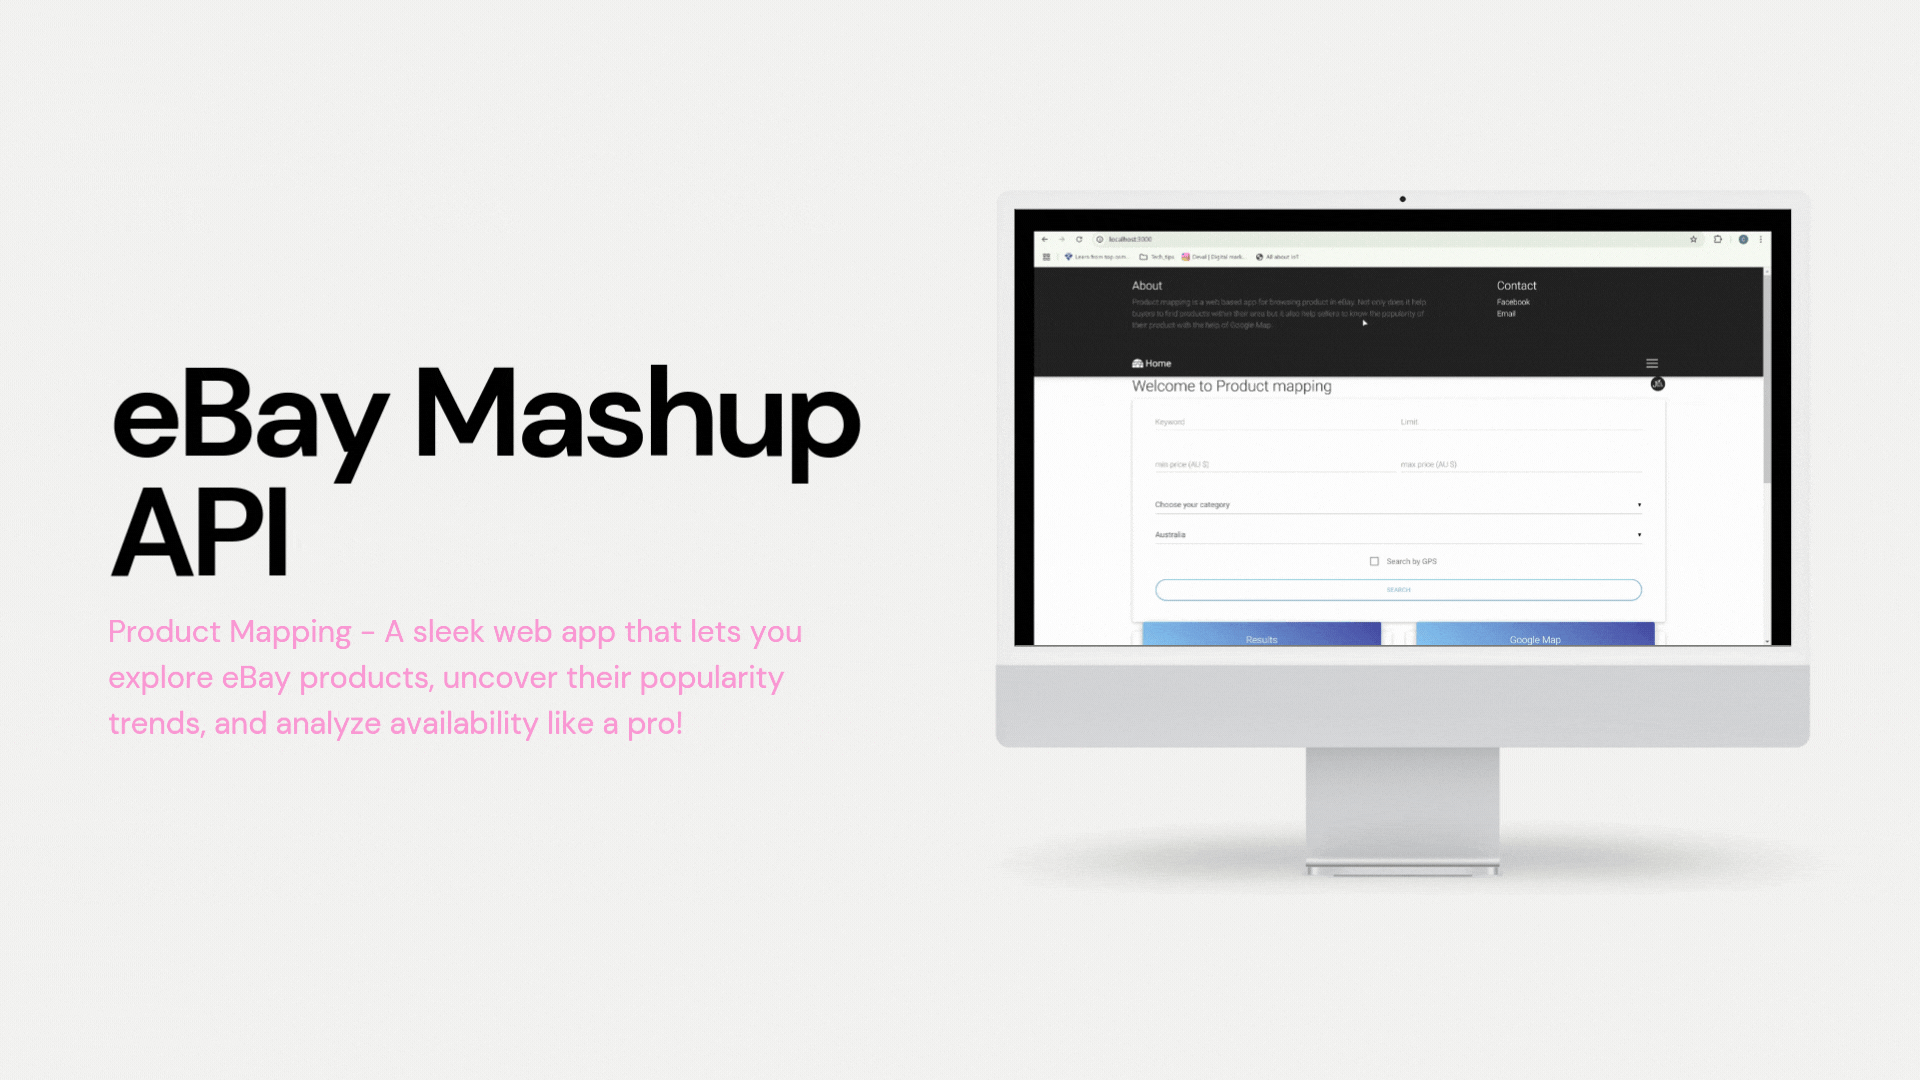 eBay Mashup
API
Product Mapping - A sleek web app that lets you
explore eBay products, uncover their popularity
trends, and analyze availability like a pro!
localhost:3000
Learn from top com...
Tech_tips
Gmail | Digital mark...
All about IoT
About
Product mapping is a web based app for browsing product in eBay. Not only does it help
buyers to find products within their area but it also help sellers to know the popularity of
their product with the help of Google Map.
Contact
Facebook
Email
Home
Welcome to Product mapping
Keyword
Limit
min price (AU $)
max price (AU $)
Choose your category
Australia
Search by GPS
SEARCH
Results
Google Map